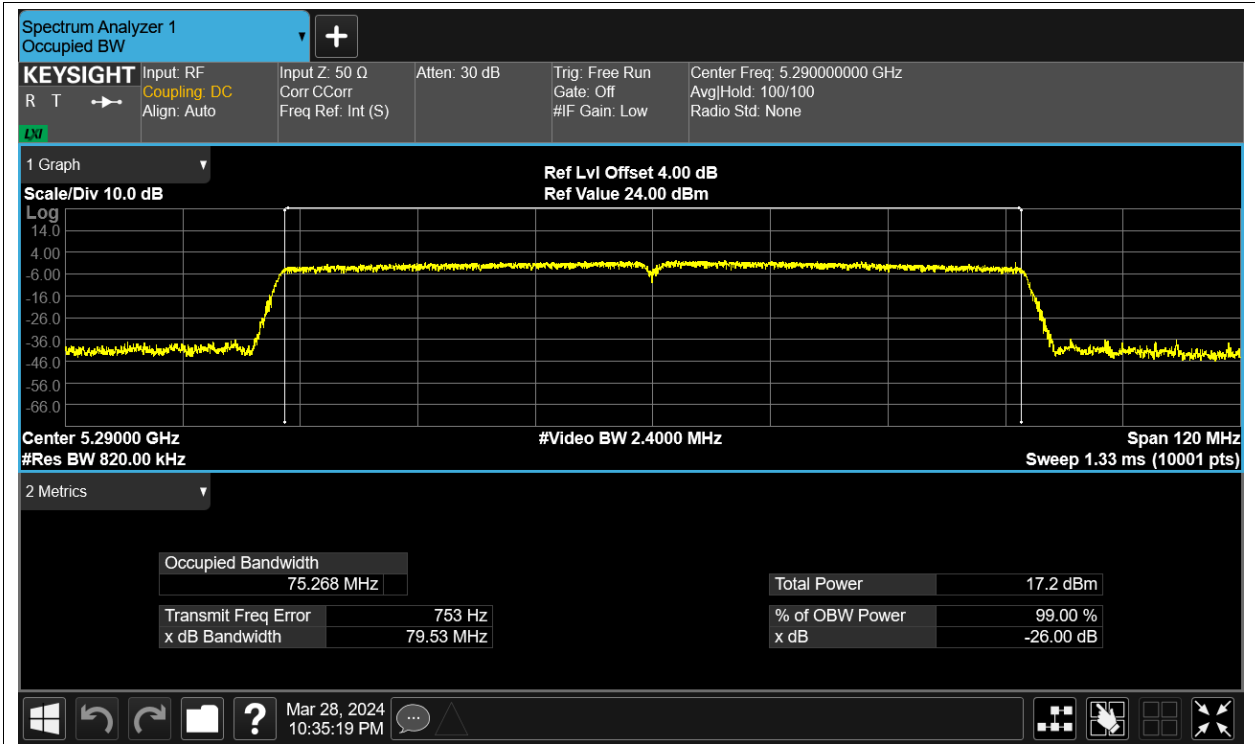 Spectrum Analyzer 1
Occupied BW
KEYSIGHT
R T
LXI
Input: RF
Coupling: DC
Align: Auto
Input Z: 50 Ω
Corr CCorr
Freq Ref: Int (S)
Atten: 30 dB
Trig: Free Run
Gate: Off
#IF Gain: Low
Center Freq: 5.290000000 GHz
Avg|Hold: 100/100
Radio Std: None
1 Graph
Scale/Div 10.0 dB
Ref Lvl Offset 4.00 dB
Ref Value 24.00 dBm
Log
14.0
4.00
-6.00
-16.0
-26.0
-36.0
-46.0
-56.0
-66.0
Center 5.29000 GHz
#Res BW 820.00 kHz
#Video BW 2.4000 MHz
Span 120 MHz
Sweep 1.33 ms (10001 pts)
2 Metrics
Occupied Bandwidth
75.268 MHz
Transmit Freq Error 753 Hz
x dB Bandwidth 79.53 MHz
Total Power 17.2 dBm
% of OBW Power 99.00 %
x dB -26.00 dB
?
Mar 28, 2024
10:35:19 PM